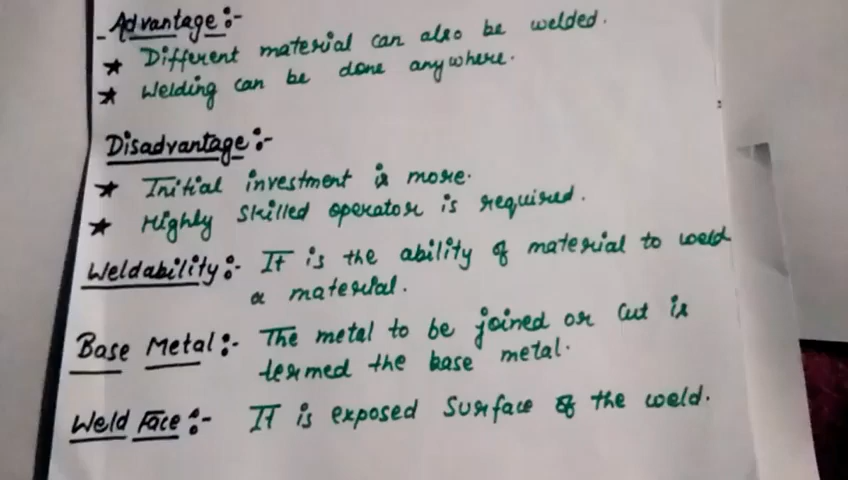 - Advantage :-
★ Different material can also be welded.
★ Welding can be done anywhere.
Disadvantage :-
★ Initial investment is more.
★ Highly skilled operator is required.
Weldability :- It is the ability of material to weld
a material.
Base Metal :- The metal to be joined or cut is
termed the base metal.
Weld Face :- It is exposed surface of the weld.